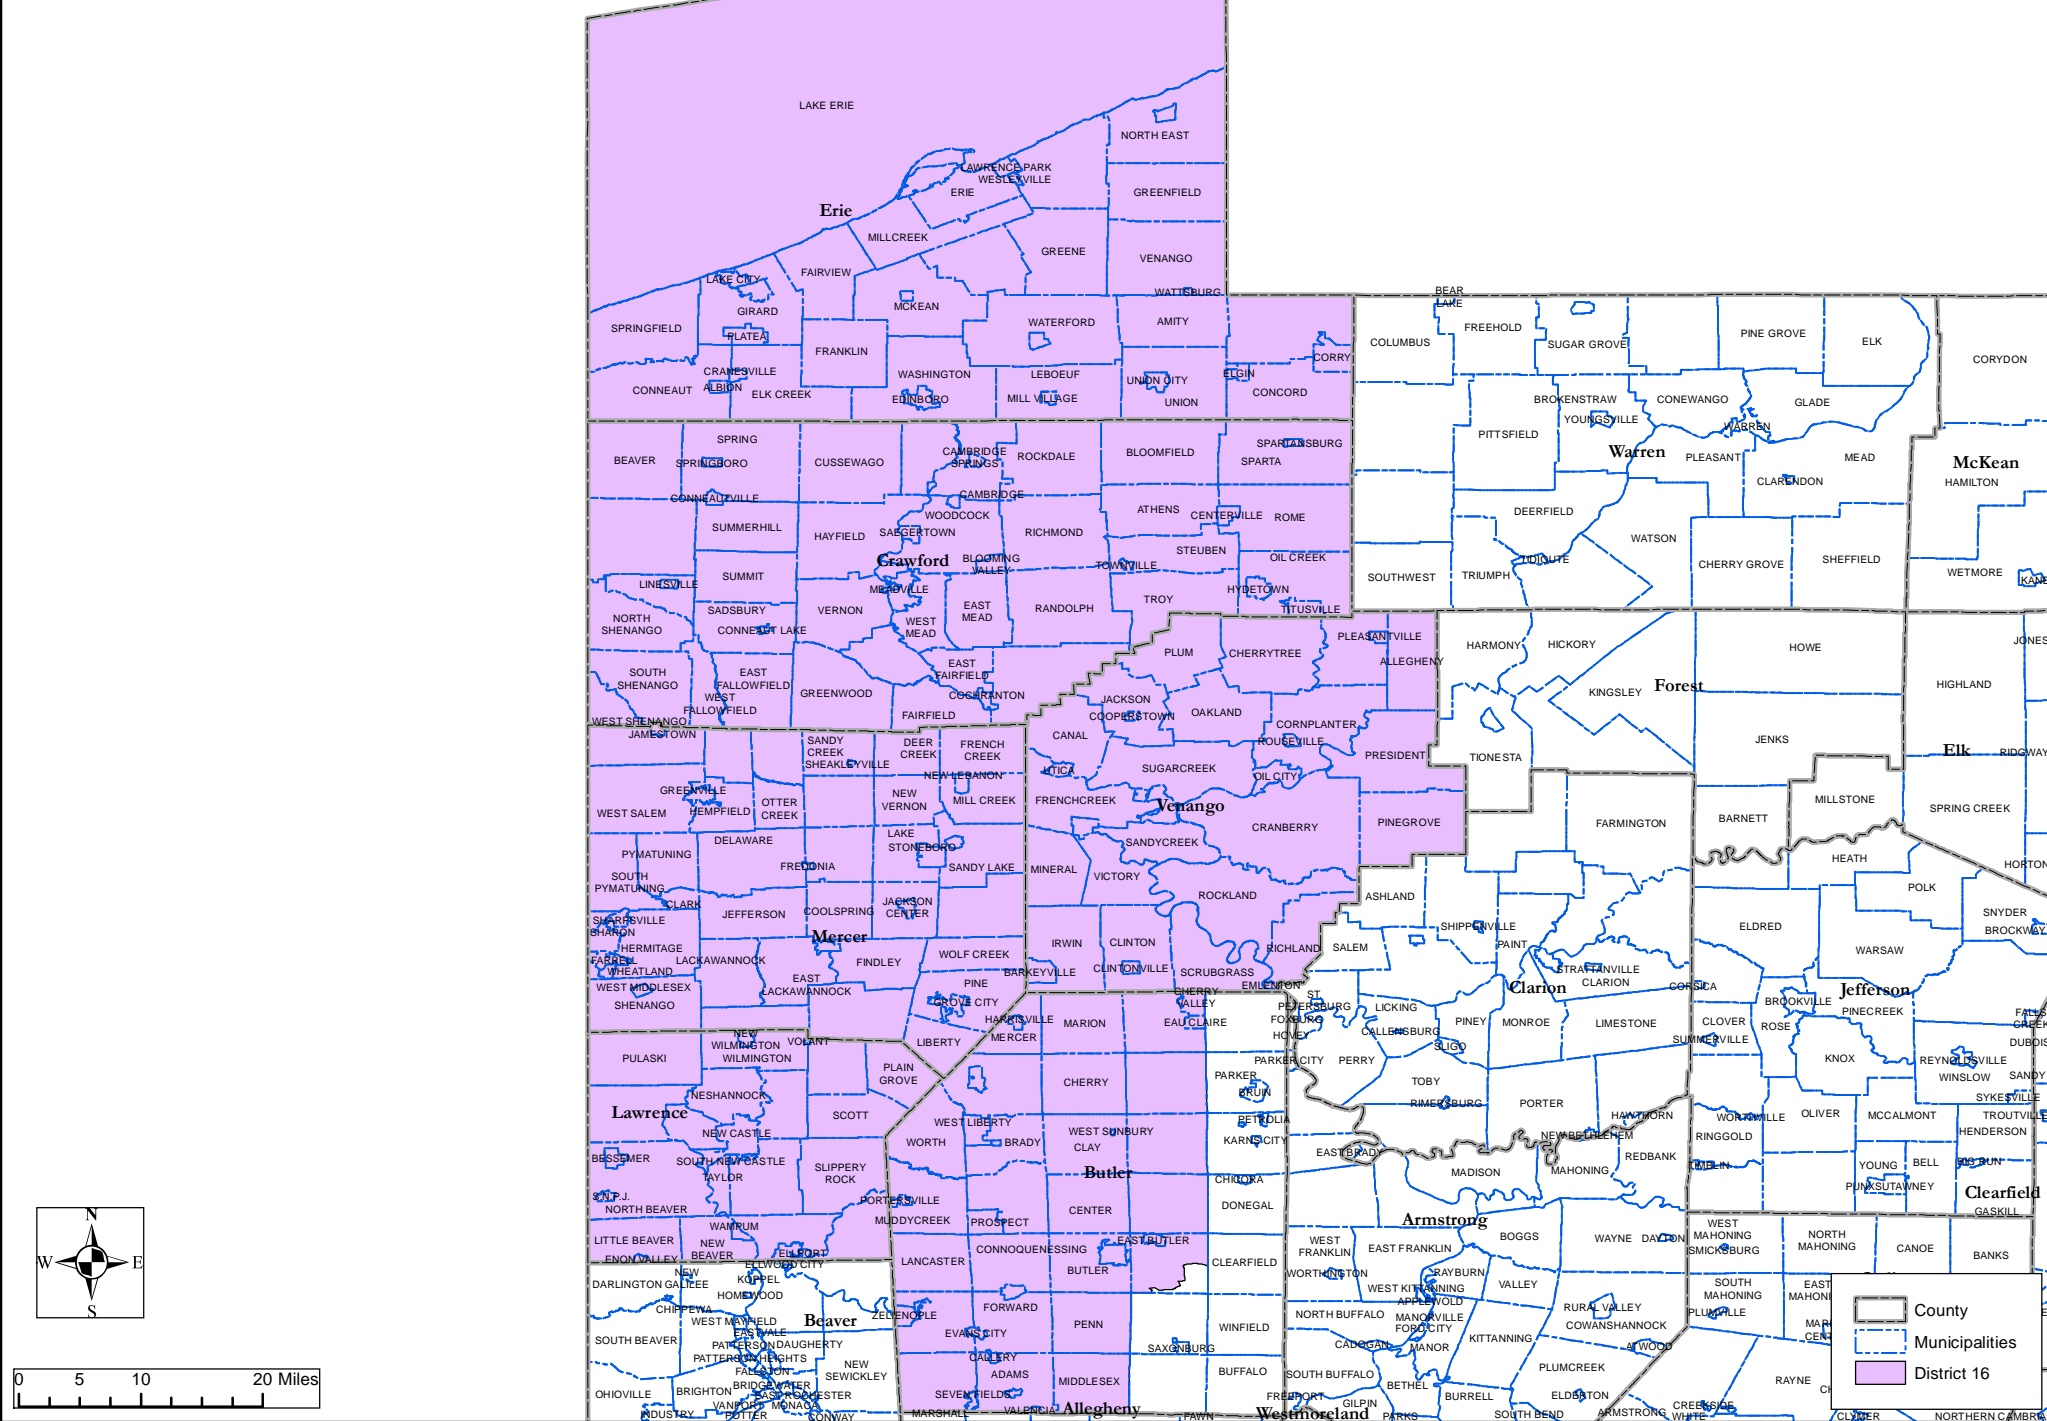 LAKE ERIE
NORTH EAST
LAWRENCE PARK
WESLEYVILLE
ERIE
GREENFIELD
Erie
MILLCREEK
GREENE
VENANGO
FAIRVIEW
LAKE CITY
WATTSBURG
MCKEAN
GIRARD
SPRINGFIELD
PLATEA
WATERFORD
AMITY
FRANKLIN
CORRY
CRANESVILLE
WASHINGTON
LEBOEUF
ELGIN
UNION CITY
CONNEAUT
ALBION
ELK CREEK
EDINBORO
MILL VILLAGE
UNION
CONCORD
BEAR
LAKE
COLUMBUS
FREEHOLD
SUGAR GROVE
PINE GROVE
ELK
CORYDON
BROKENSTRAW
YOUNGSVILLE
CONEWANGO
GLADE
WARREN
PITTSFIELD
Warren
PLEASANT
MEAD
McKean
HAMILTON
CLARENDON
DEERFIELD
WATSON
TIDIOUTE
CHERRY GROVE
SHEFFIELD
SOUTHWEST
TRIUMPH
WETMORE
KANE
SPRING
BEAVER
SPRINGBORO
CUSSEWAGO
CAMBRIDGE
SPRINGS
ROCKDALE
BLOOMFIELD
SPARTANSBURG
SPARTA
CONNEAUTVILLE
CAMBRIDGE
SUMMERHILL
WOODCOCK
HAYFIELD
SAEGERTOWN
RICHMOND
ATHENS
CENTERVILLE
ROME
Crawford
BLOOMING
VALLEY
STEUBEN
TOWNVILLE
OIL CREEK
LINESVILLE
SUMMIT
MEADVILLE
HYDETOWN
NORTH
SHENANGO
SADSBURY
CONNEAUT LAKE
VERNON
WEST
MEAD
EAST
MEAD
RANDOLPH
TROY
TITUSVILLE
SOUTH
SHENANGO
EAST
FALLOWFIELD
WEST
FALLOWFIELD
GREENWOOD
EAST
FAIRFIELD
COCHRANTON
FAIRFIELD
WEST SHENANGO
JAMESTOWN
PLUM
CHERRYTREE
PLEASANTVILLE
ALLEGHENY
JACKSON
COOPERSTOWN
OAKLAND
CORNPLANTER
ROUSEVILLE
CANAL
PRESIDENT
UTICA
SUGARCREEK
OIL CITY
FRENCHCREEK
Venango
CRANBERRY
PINEGROVE
SANDYCREEK
MINERAL
VICTORY
ROCKLAND
IRWIN
CLINTON
RICHLAND
BARKEYVILLE
CLINTONVILLE
SCRUBGRASS
EMLENTON
HARMONY
HICKORY
HOWE
JONES
KINGSLEY
Forest
HIGHLAND
TIONESTA
JENKS
Elk
RIDGWAY
MILLSTONE
SPRING CREEK
FARMINGTON
BARNETT
HEATH
HORTON
POLK
ASHLAND
SHIPPENVILLE
PAINT
ELDRED
SNYDER
BROCKWAY
SALEM
WARSAW
STRATTANVILLE
CLARION
Clarion
CORSICA
Jefferson
BROOKVILLE
PINECREEK
SANDY
CREEK
SHEAKLEYVILLE
DEER
CREEK
FRENCH
CREEK
NEW LEBANON
GREENVILLE
HEMPFIELD
WEST SALEM
OTTER
CREEK
NEW
VERNON
MILL CREEK
DELAWARE
LAKE
STONEBORO
PYMATUNING
FREDONIA
SANDY LAKE
SOUTH
PYMATUNING
CLARK
JEFFERSON
COOLSPRING
JACKSON
CENTER
SHARPSVILLE
SHARON
Mercer
HERMITAGE
FARRELL
WHEATLAND
LACKAWANNOCK
FINDLEY
WOLF CREEK
WEST MIDDLESEX
EAST
LACKAWANNOCK
PINE
GROVE CITY
SHENANGO
LIBERTY
ST.
PETERSBURG
FOXBURG
HOVEY
LICKING
PINEY
MONROE
LIMESTONE
CALLENSBURG
SLIGO
CLOVER
ROSE
SUMMERVILLE
KNOX
FALLS
CREEK
DUBOIS
REYNOLDSVILLE
WINSLOW
SANDY
SYKESVILLE
PARKER CITY
PERRY
TOBY
RIMERSBURG
PORTER
HAWTHORN
NEW BETHLEHEM
WORTHVILLE
RINGGOLD
OLIVER
MCCALMONT
TROUTVILLE
HENDERSON
CHERRY
VALLEY
HARRISVILLE
MERCER
MARION
EAU CLAIRE
PARKER
BRUIN
CHERRY
PETROLIA
KARNS CITY
WEST LIBERTY
WORTH
BRADY
WEST SUNBURY
CLAY
Butler
CHICORA
DONEGAL
PORTERSVILLE
MUDDYCREEK
PROSPECT
CENTER
EAST BUTLER
CONNOQUENESSING
LANCASTER
BUTLER
CLEARFIELD
FORWARD
ZELIENOPLE
EVANS CITY
PENN
WINFIELD
CALLERY
SAXONBURG
ADAMS
MIDDLESEX
BUFFALO
SEVEN FIELDS
VALENCIA
MARSHALL
Allegheny
FAWN
NEW
WILMINGTON
WILMINGTON
VOLANT
PULASKI
PLAIN
GROVE
NESHANNOCK
Lawrence
SCOTT
NEW CASTLE
BESSEMER
SOUTH NEW CASTLE
TAYLOR
SLIPPERY
ROCK
S.N.P.J.
NORTH BEAVER
WAMPUM
LITTLE BEAVER
NEW
BEAVER
ENON VALLEY
ELLPORT
ELLWOOD CITY
DARLINGTON
NEW
GALILEE
KOPPEL
HOMEWOOD
CHIPPEWA
WEST MAYFIELD
Beaver
EASTVALE
SOUTH BEAVER
PATTERSON
DAUGHERTY
PATTERSON HEIGHTS
NEW
SEWICKLEY
FALLSTON
BRIDGEWATER
OHIOVILLE
BRIGHTON
EAST ROCHESTER
VANPORT
MONACA
INDUSTRY
POTTER
CONWAY
EAST BRADY
MADISON
MAHONING
REDBANK
TIMBLIN
YOUNG
BELL
BIG RUN
PUNXSUTAWNEY
Clearfield
GASKILL
Armstrong
WEST
FRANKLIN
EAST FRANKLIN
BOGGS
WAYNE
DAYTON
WEST
MAHONING
SMICKSBURG
NORTH
MAHONING
CANOE
BANKS
WORTHINGTON
RAYBURN
WEST KITTANNING
APPLEWOLD
VALLEY
SOUTH
MAHONING
PLUMVILLE
NORTH BUFFALO
MANORVILLE
FORD CITY
RURAL VALLEY
COWANSHANNOCK
CADOGAN
MANOR
KITTANNING
ATWOOD
SOUTH BUFFALO
PLUMCREEK
BETHEL
BURRELL
ELDERTON
RAYNE
FREEPORT
GILPIN
Westmoreland
PARKS
SOUTH BEND
ARMSTRONG
CREEKSIDE
WHITE
CLYMER
NORTHERN CAMBRIA
N
W
E
S
0 5 10 20 Miles
County
Municipalities
District 16